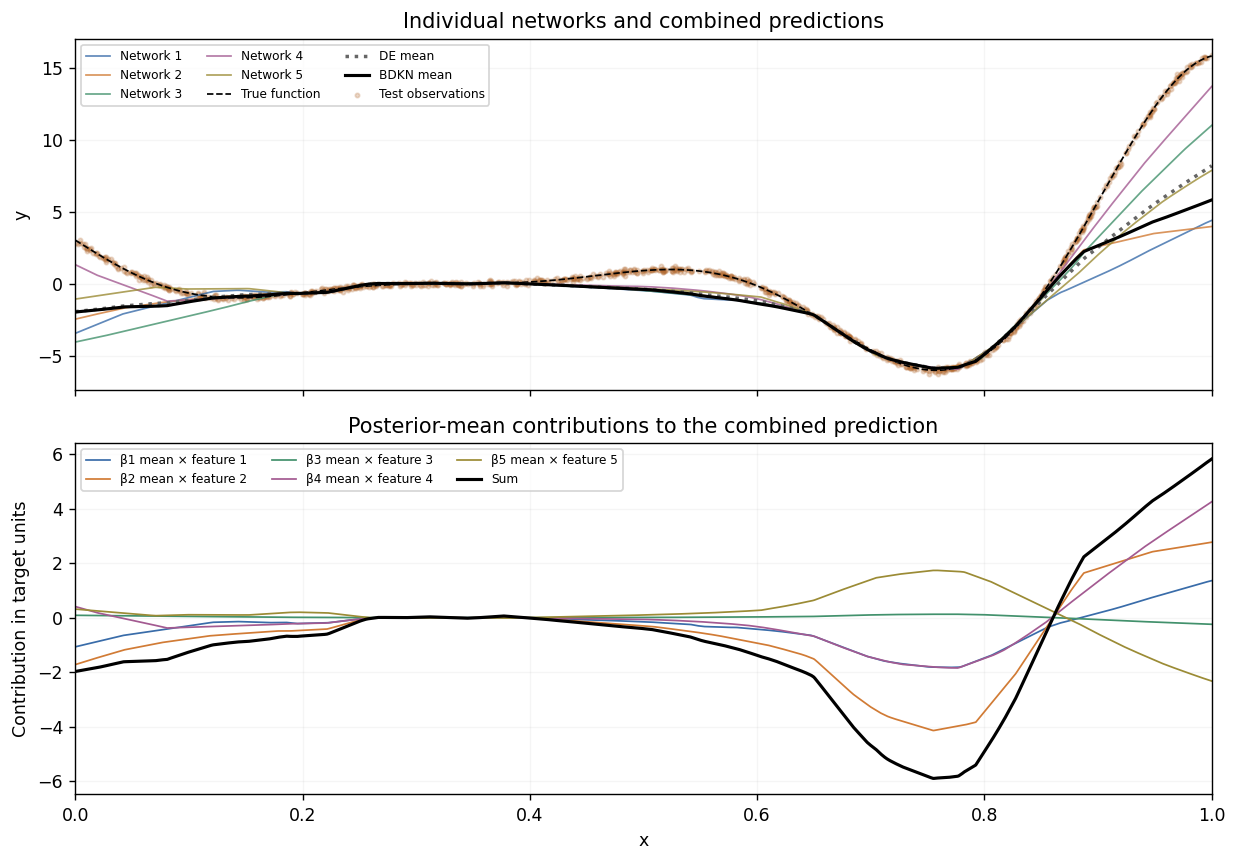 Individual networks and combined predictions
Network 1
Network 2
Network 3
Network 4
Network 5
True function
DE mean
BDKN mean
Test observations
15
10
5
0
−5
y
Posterior-mean contributions to the combined prediction
β1 mean × feature 1
β2 mean × feature 2
β3 mean × feature 3
β4 mean × feature 4
β5 mean × feature 5
Sum
6
4
2
0
−2
−4
−6
Contribution in target units
0.0 0.2 0.4 0.6 0.8 1.0
x